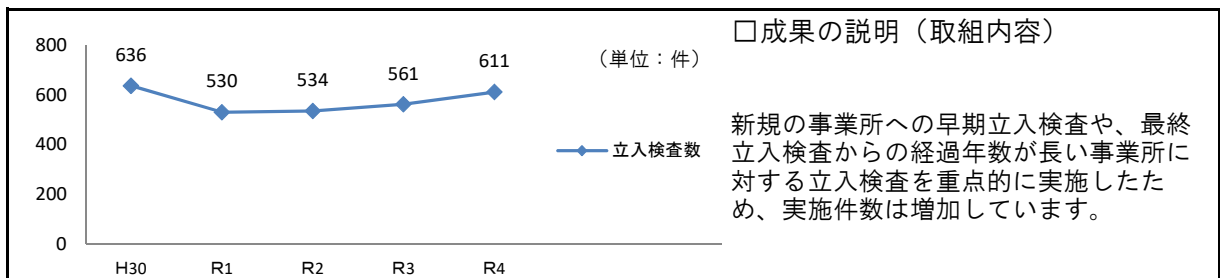 □成果の説明（取組内容）
800
636
（単位：件）
530
534
561
611
600
400
立入検査数
200
0
H30
R1
R2
R3
R4
新規の事業所への早期立入検査や、最終
立入検査からの経過年数が長い事業所に
対する立入検査を重点的に実施したた
め、実施件数は増加しています。